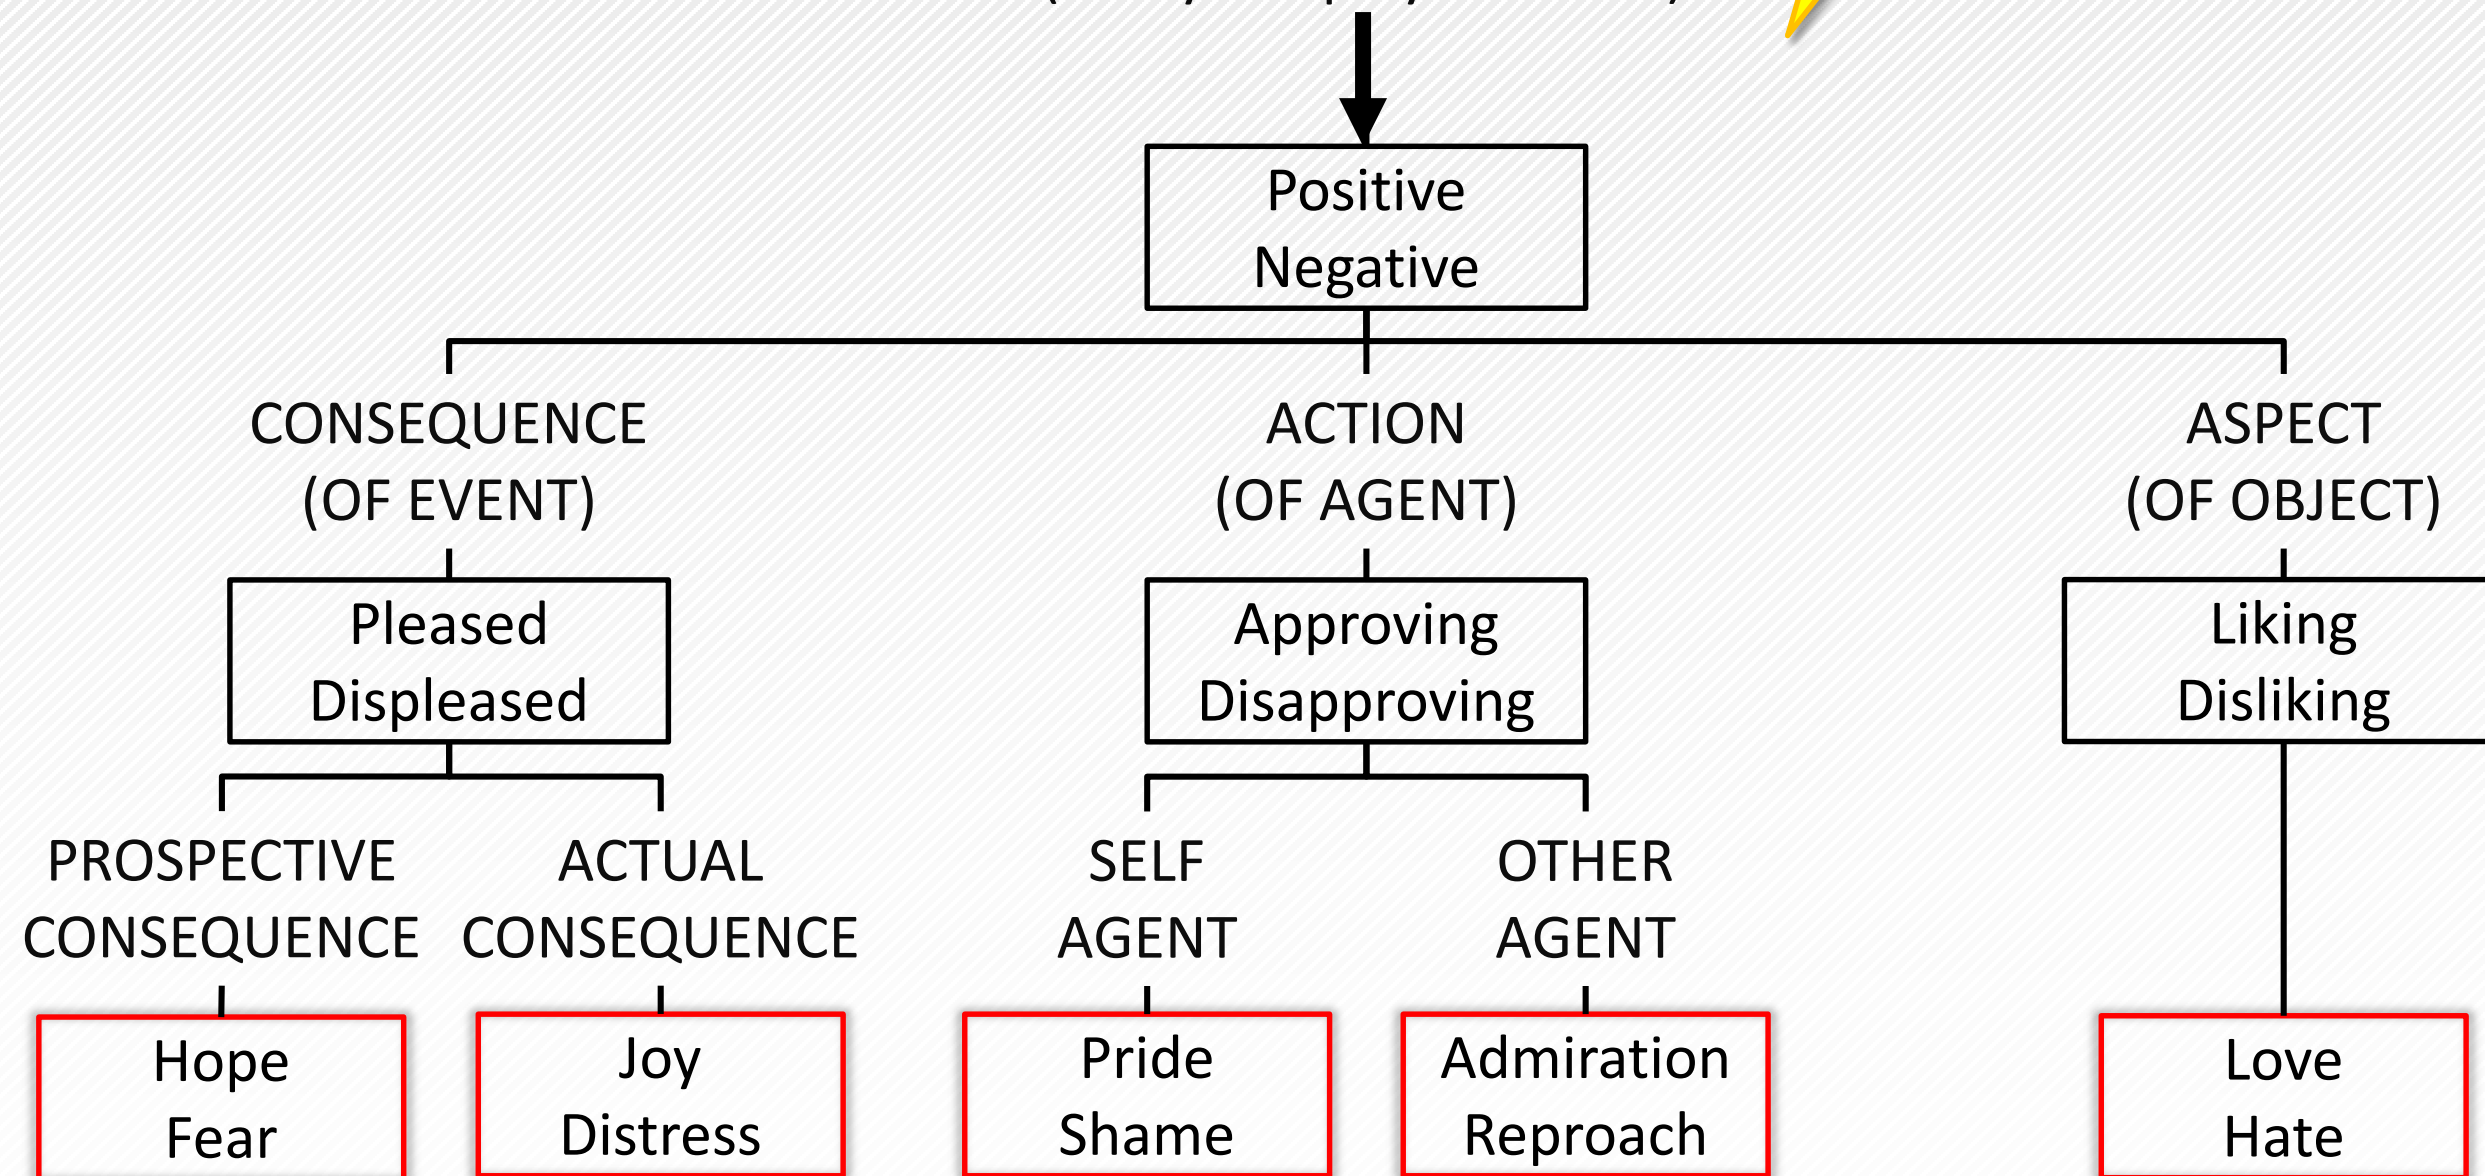 Positive
Negative
CONSEQUENCE
(OF EVENT)
ACTION
(OF AGENT)
ASPECT
(OF OBJECT)
Pleased
Displeased
Approving
Disapproving
Liking
Disliking
PROSPECTIVE
CONSEQUENCE
ACTUAL
CONSEQUENCE
SELF
AGENT
OTHER
AGENT
Hope
Fear
Joy
Distress
Pride
Shame
Admiration
Reproach
Love
Hate